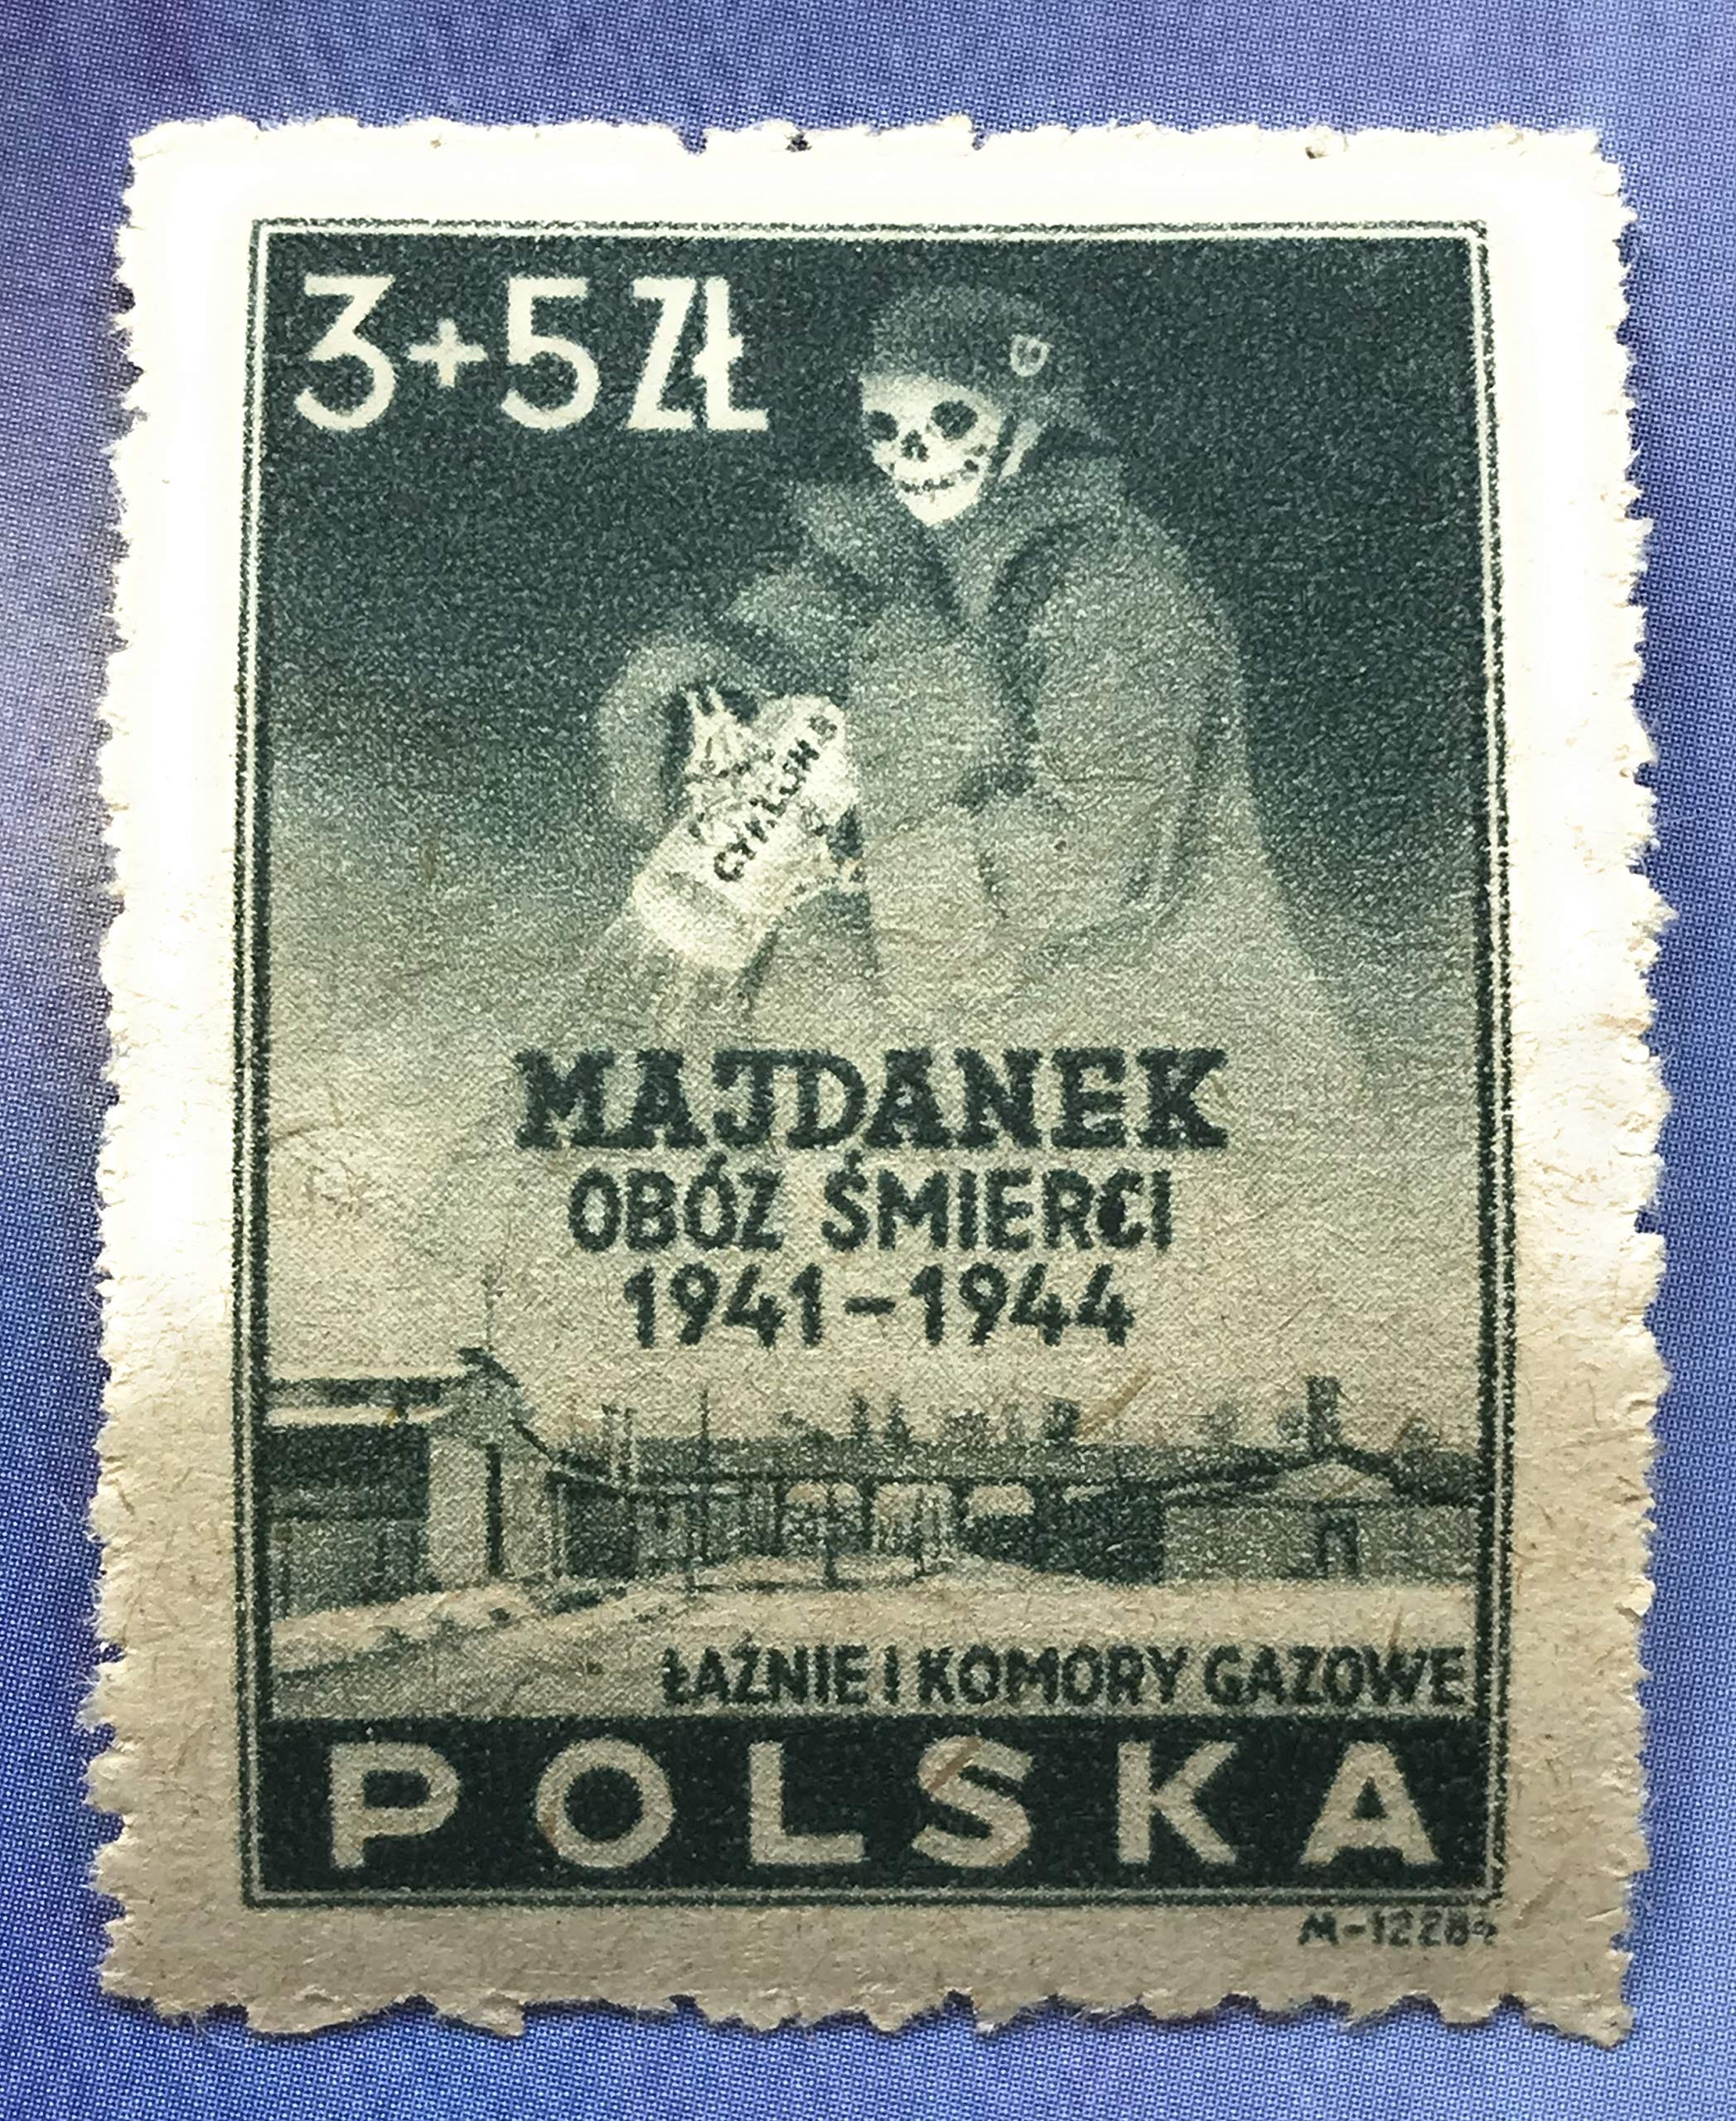 3+5 ZŁ
CYKLON B
MAJDANEK
OBÓZ ŚMIERCI
1941-1944
ŁAŹNIE I KOMORY GAZOWE
POLSKA